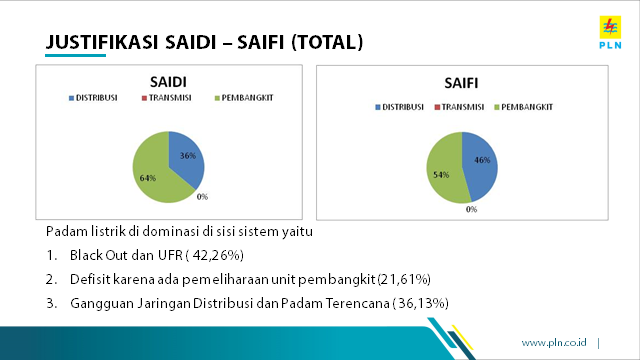 JUSTIFIKASI SAIDI – SAIFI (TOTAL)
PLN
SAIDI
DISTRIBUSI TRANSMISI PEMBANGKIT
36%
64%
0%
SAIFI
DISTRIBUSI TRANSMISI PEMBANGKIT
46%
54%
0%
Padam listrik di dominasi di sisi sistem yaitu
1. Black Out dan UFR ( 42,26%)
2. Defisit karena ada pemeliharaan unit pembangkit (21,61%)
3. Gangguan Jaringan Distribusi dan Padam Terencana ( 36,13%)
www.pln.co.id |